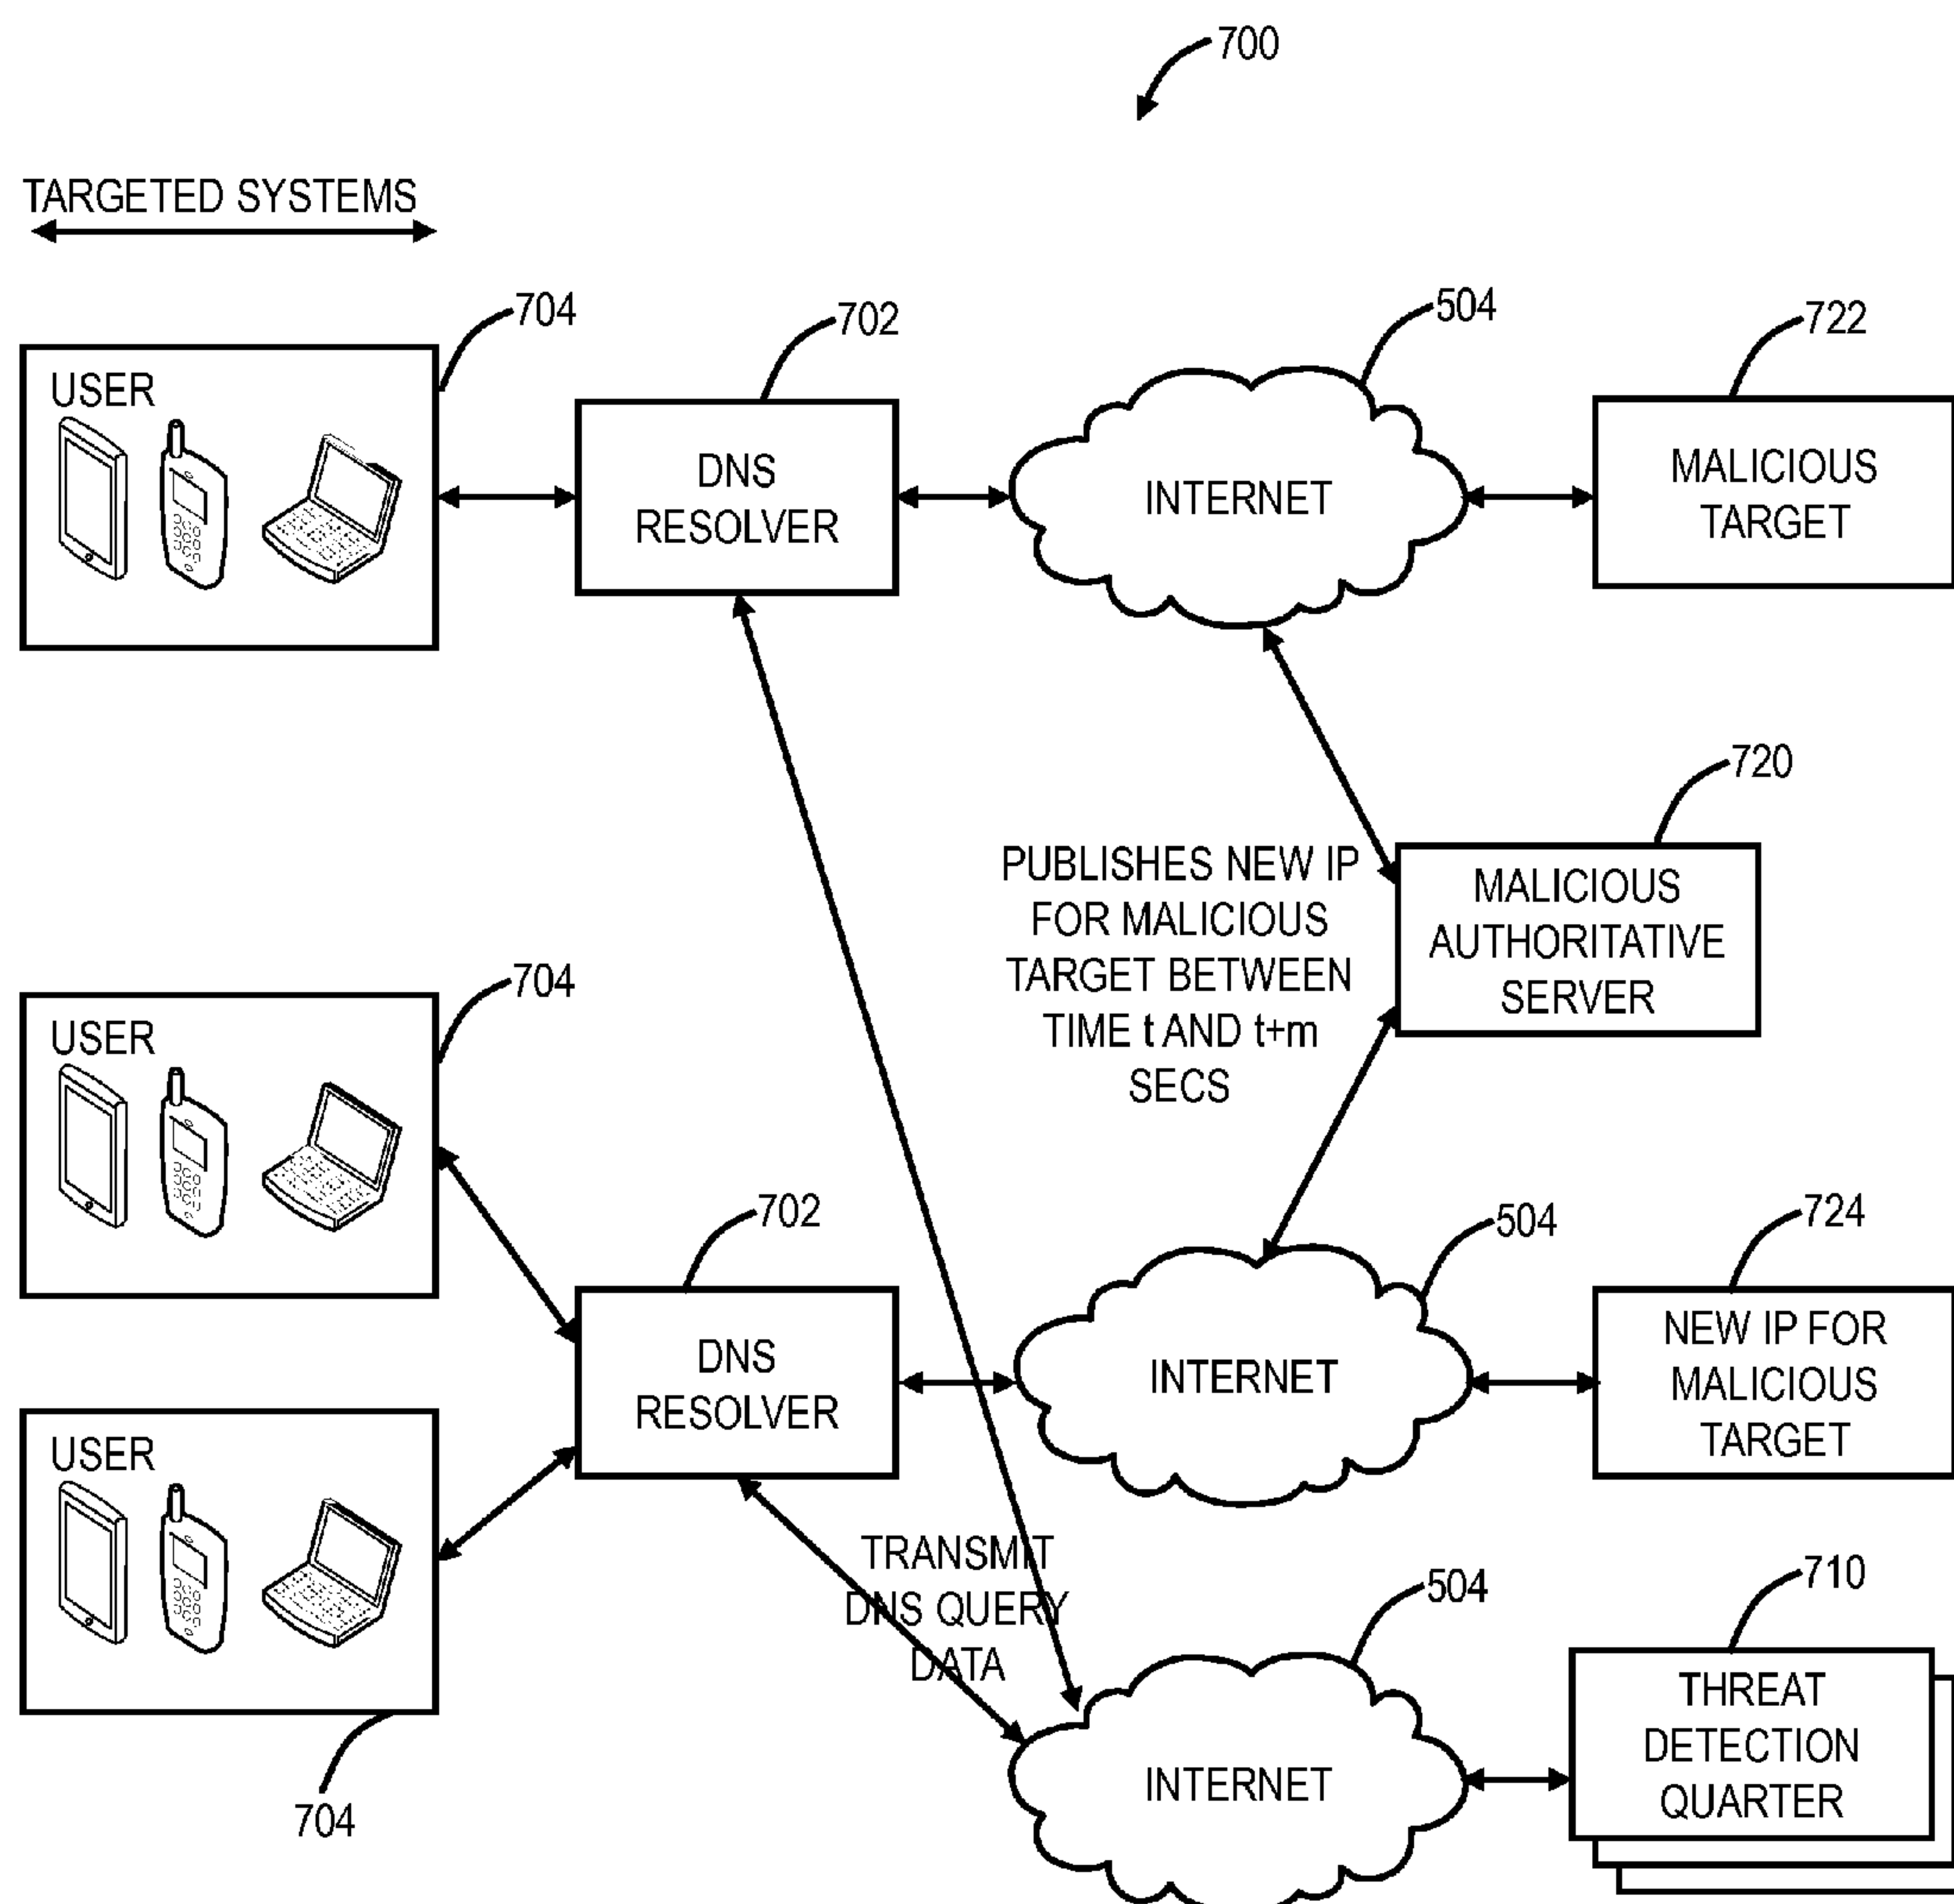 700
TARGETED SYSTEMS
704
702
504
722
USER
DNS
RESOLVER
INTERNET
MALICIOUS
TARGET
720
PUBLISHES NEW IP
FOR MALICIOUS
TARGET BETWEEN
TIME t AND t+m
SECS
MALICIOUS
AUTHORITATIVE
SERVER
704
USER
702
504
724
DNS
RESOLVER
INTERNET
NEW IP FOR
MALICIOUS
TARGET
USER
704
TRANSMIT
DNS QUERY
DATA
504
710
INTERNET
THREAT
DETECTION
QUARTER